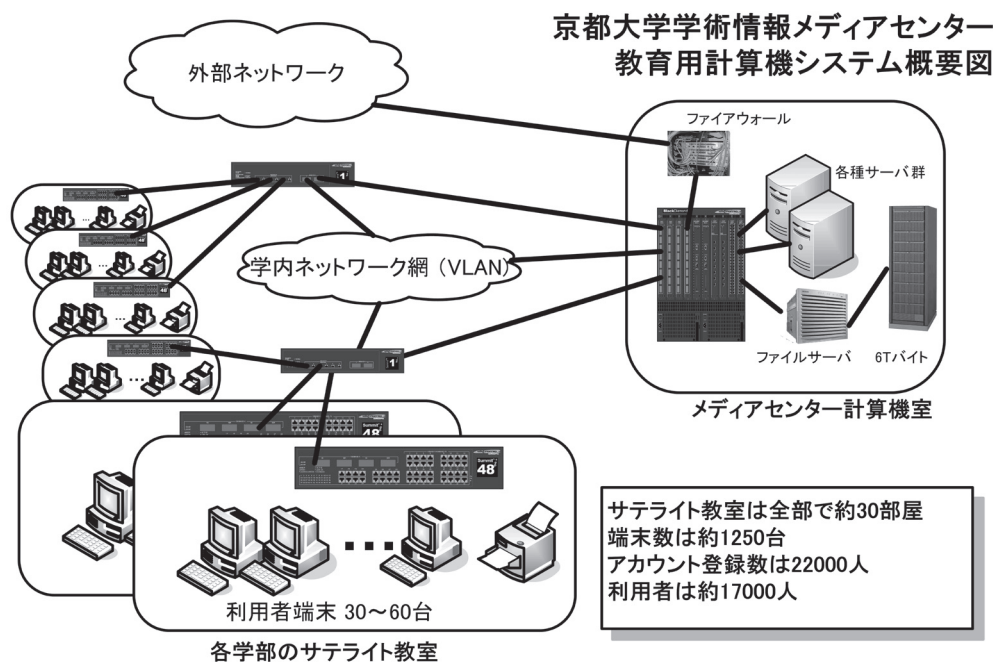 京都大学学術情報メディアセンター
教育用計算機システム概要図
外部ネットワーク
ファイアウォール
各種サーバ群
学内ネットワーク網（VLAN）
ファイルサーバ
6Tバイト
メディアセンター計算機室
Summit
48
Summit
48
利用者端末 30～60台
各学部のサテライト教室
サテライト教室は全部で約30部屋
端末数は約1250台
アカウント登録数は22000人
利用者は約17000人